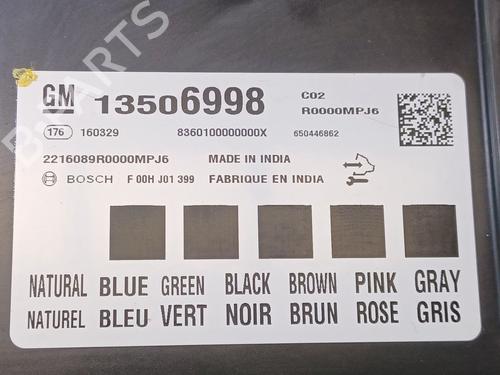 GM 13506998 C02
R0000MPJ6
176 160329 8360100000000X 650446862
2216089R0000MPJ6 MADE IN INDIA
BOSCH F 00H J01 399 FABRIQUE EN INDIA
NATURAL BLUE GREEN BLACK BROWN PINK GRAY
NATUREL BLEU VERT NOIR BRUN ROSE GRIS